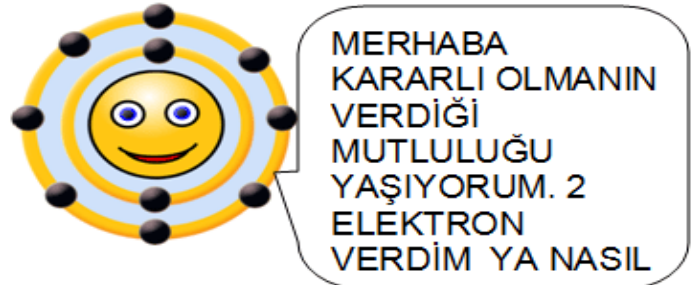 MERHABA
KARARLI OLMANIN
VERDİĞİ
MUTLULUĞU
YAŞIYORUM. 2
ELEKTRON
VERDİM YA NASIL